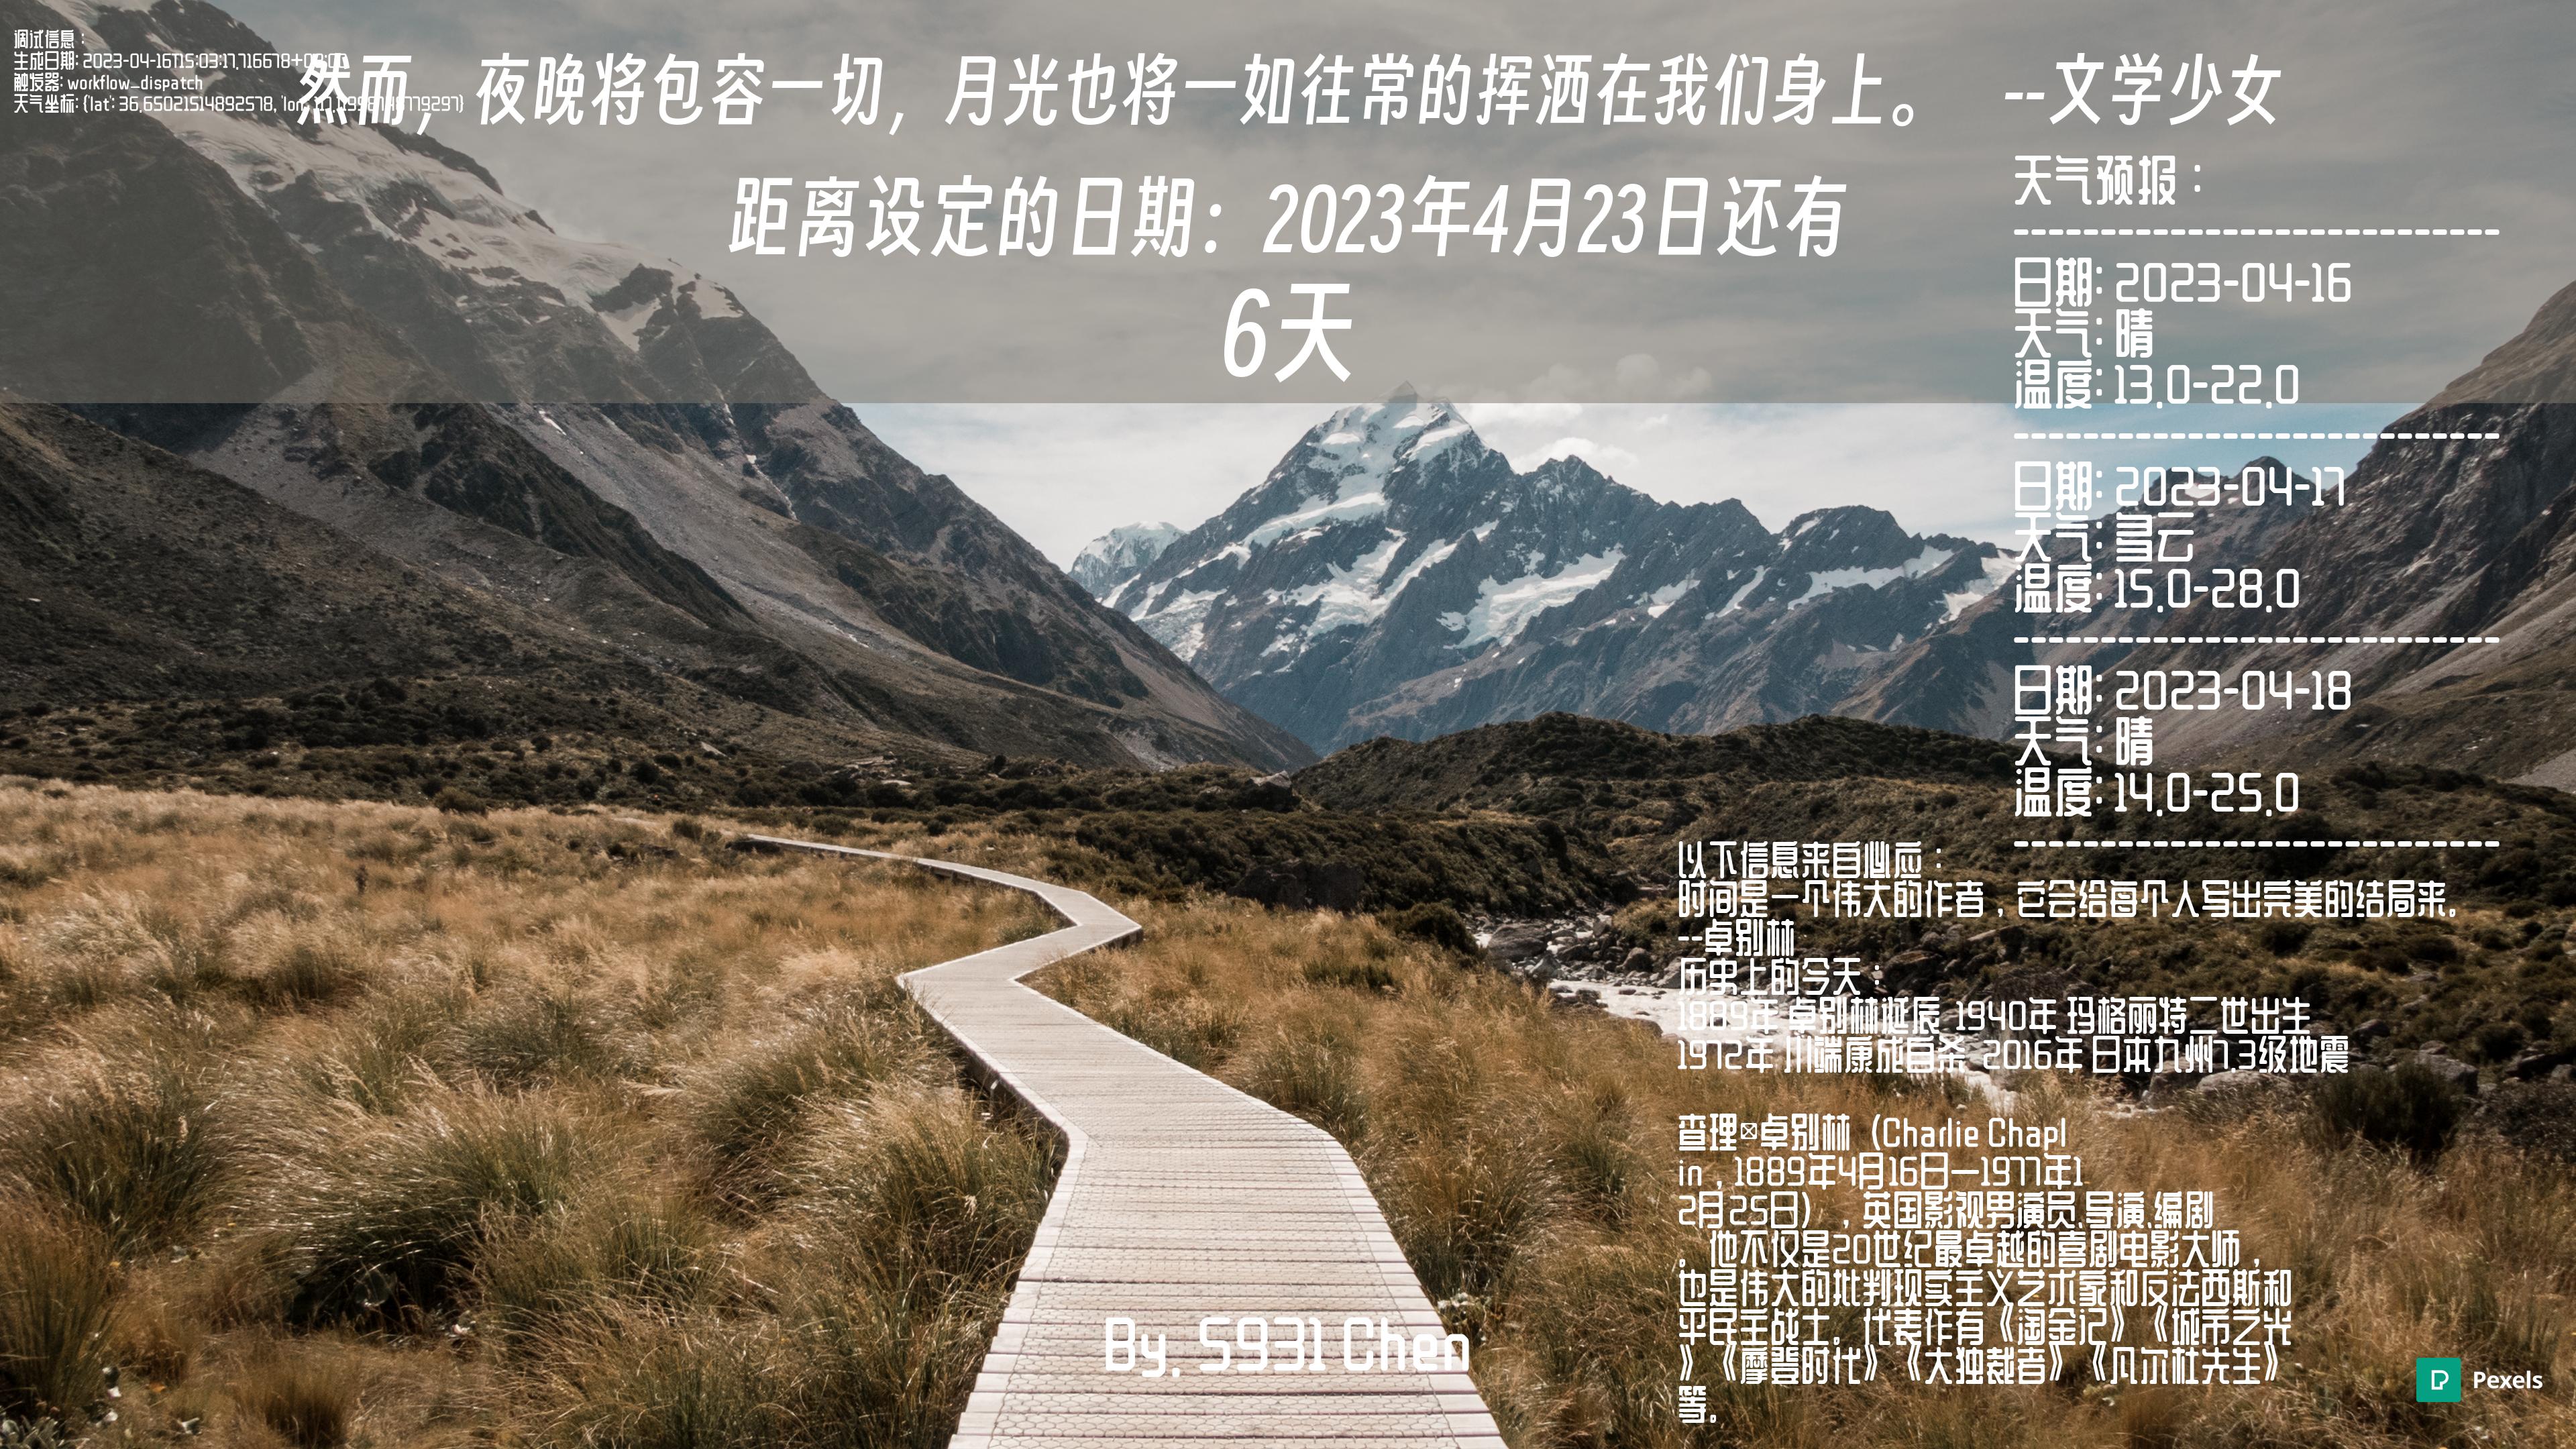 调试信息：
生成日期: 2023-04-16T15:03:17.716678+08:00
触发器: workflow_dispatch
天气坐标: {'lat': 36.65021514892578, 'lon':
然而，夜晚将包容一切，月光也将一如往常的挥洒在我们身上。 --文学少女
距离设定的日期：2023年4月23日还有
6天
天气预报：
----------------------------
日期: 2023-04-16
天气: 晴
温度: 13.0-22.0
----------------------------
日期: 2023-04-17
天气: 多云
温度: 15.0-28.0
----------------------------
日期: 2023-04-18
天气: 晴
温度: 14.0-25.0
----------------------------
以下信息来自必应：
时间是一个伟大的作者，它会给每个人写出完美的结局来。
--卓别林
历史上的今天：
1889年 卓别林诞辰 1940年 玛格丽特二世出生
1972年 川端康成自杀 2016年 日本九州7.3级地震
查理卓别林（Charlie Chapl
in，1889年4月16日—1977年1
2月25日），英国影视男演员、导演、编剧
。他不仅是20世纪最卓越的喜剧电影大师，
也是伟大的批判现实主义艺术家和反法西斯和
平民主战士。代表作有《淘金记》《城市之光
》《摩登时代》《大独裁者》《凡尔杜先生》
等。
By. S931 Chen
Pexels